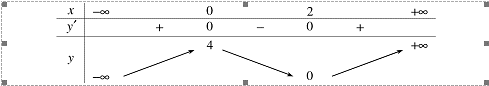 x −∞ 0 2 +∞
y′ + 0 − 0 +
4 +∞
y
−∞ 0